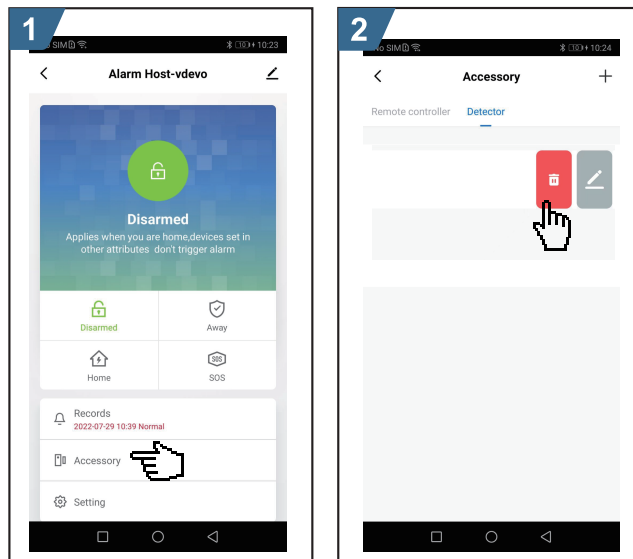 1
SIM
10:23
Alarm Host-vdevo
Disarmed
Applies when you are home,devices set in
other attributes don't trigger alarm
Disarmed
Away
Home
SOS
SOS
Records
2022-07-29 10:39 Normal
Accessory
Setting
2
No SIM
10:24
Accessory
Remote controller
Detector